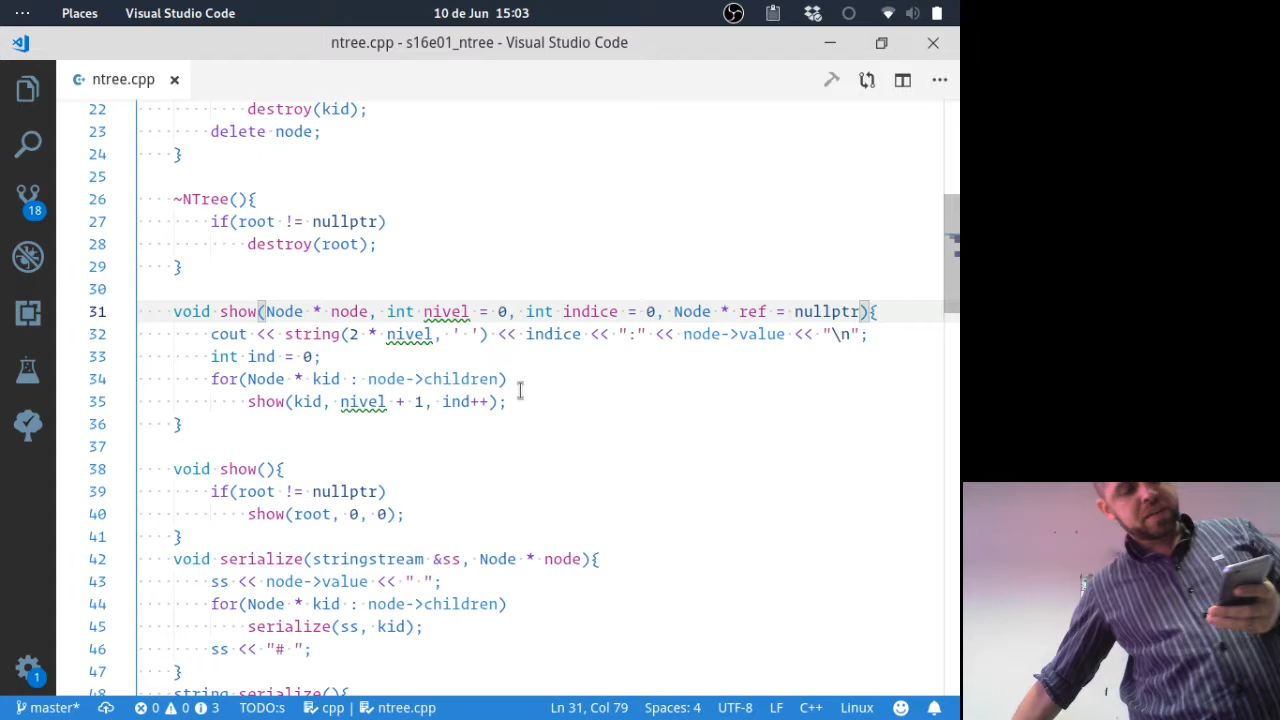 Places Visual Studio Code 10 de Jun 15:03
ntree.cpp - s16e01_ntree - Visual Studio Code
ntree.cpp
22 destroy(kid);
23 delete node;
24 }
25
26 ~NTree(){
27 if(root != nullptr)
28 destroy(root);
29 }
30
31 void show(Node * node, int nivel = 0, int indice = 0, Node * ref = nullptr){
32 cout << string(2 * nivel, ' ') << indice << ":" << node->value << "\n";
33 int ind = 0;
34 for(Node * kid : node->children)
35 show(kid, nivel + 1, ind++);
36 }
37
38 void show(){
39 if(root != nullptr)
40 show(root, 0, 0);
41 }
42 void serialize(stringstream &ss, Node * node){
43 ss << node->value << " ";
44 for(Node * kid : node->children)
45 serialize(ss, kid);
46 ss << "# ";
47 }
48 string serialize(){
18
1
master* 0 0 3 TODO:s cpp | ntree.cpp Ln 31, Col 79 Spaces: 4 UTF-8 LF C++ Linux